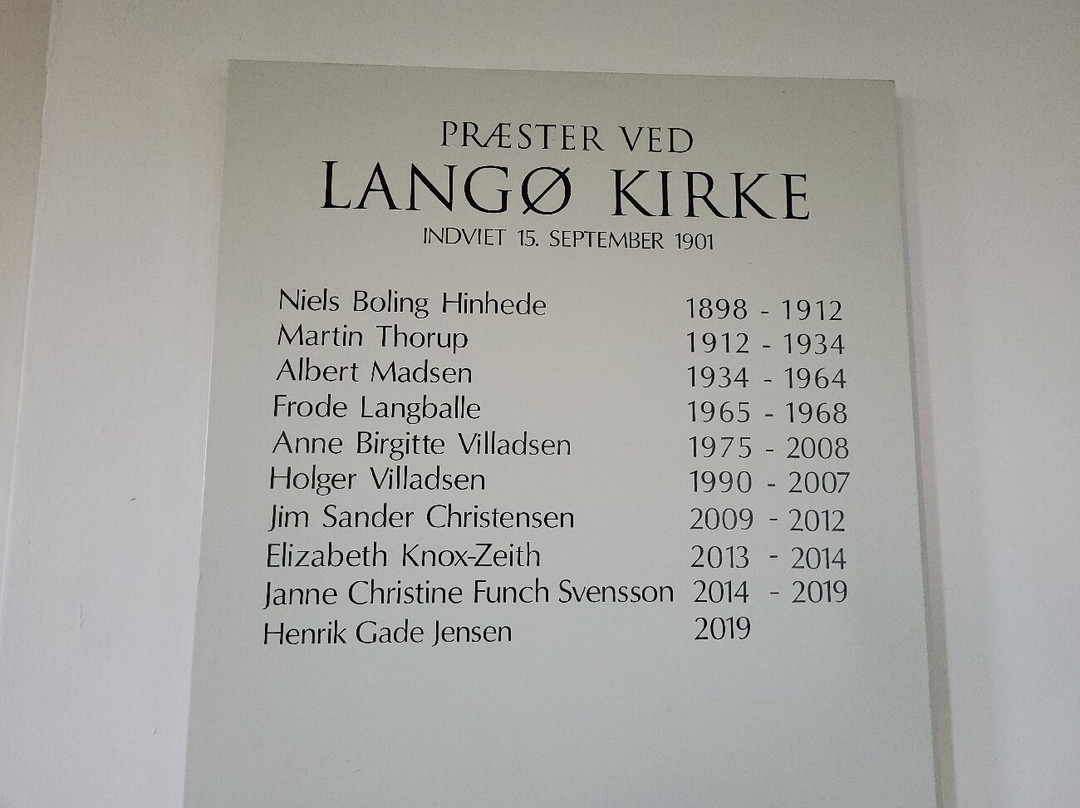 PRÆSTER VED
LANGØ KIRKE
INDVIET 15. SEPTEMBER 1901
Niels Boling Hinhede 1898 - 1912
Martin Thorup 1912 - 1934
Albert Madsen 1934 - 1964
Frode Langballe 1965 - 1968
Anne Birgitte Villadsen 1975 - 2008
Holger Villadsen 1990 - 2007
Jim Sander Christensen 2009 - 2012
Elizabeth Knox-Zeith 2013 - 2014
Janne Christine Funch Svensson 2014 - 2019
Henrik Gade Jensen 2019